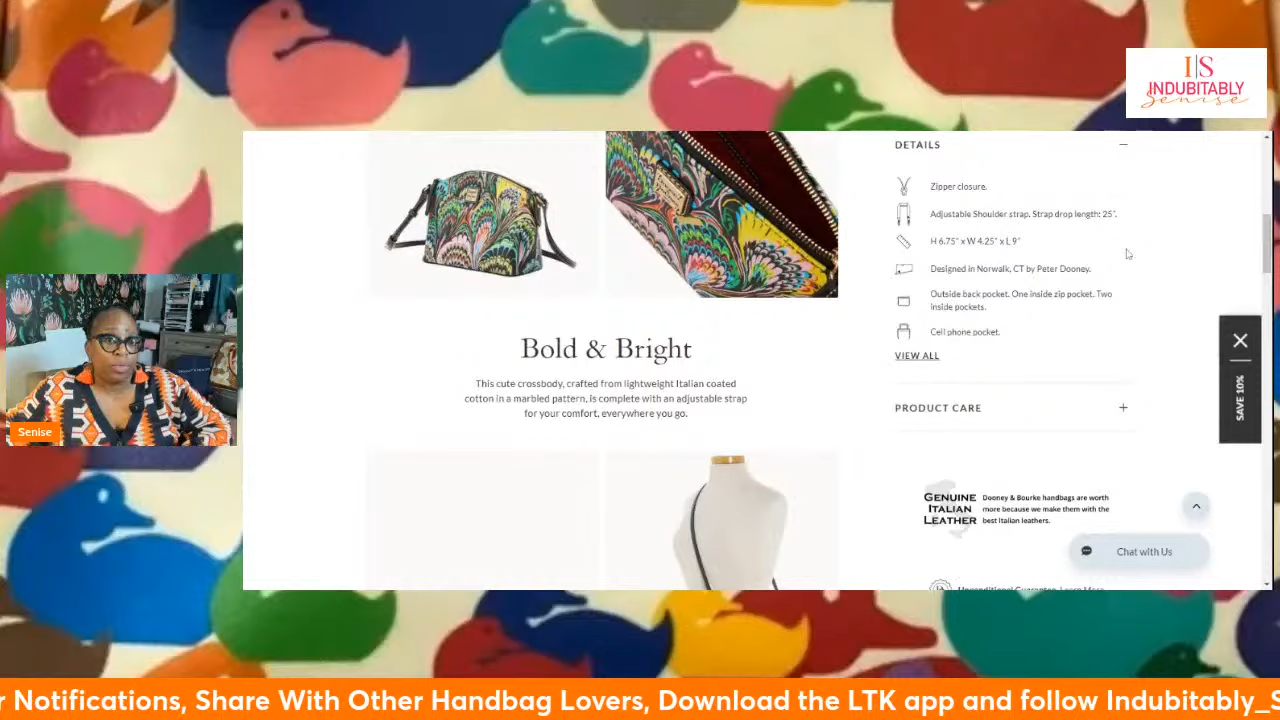 I|S
INDUBITABLY
Senise
DETAILS
Zipper closure.
Adjustable Shoulder strap. Strap drop length: 25".
H 6.75" x W 4.25" x L 9"
Designed in Norwalk, CT by Peter Dooney.
Outside back pocket. One inside zip pocket. Two
inside pockets.
Cell phone pocket.
VIEW ALL
Bold & Bright
This cute crossbody, crafted from lightweight Italian coated
cotton in a marbled pattern, is complete with an adjustable strap
for your comfort, everywhere you go.
PRODUCT CARE
SAVE 10%
GENUINE
ITALIAN
LEATHER
Dooney & Bourke handbags are worth
more because we make them with the
best Italian leathers.
Chat with Us
Unconditional Guarantee. Learn More
Senise
r Notifications, Share With Other Handbag Lovers, Download the LTK app and follow Indubitably_S